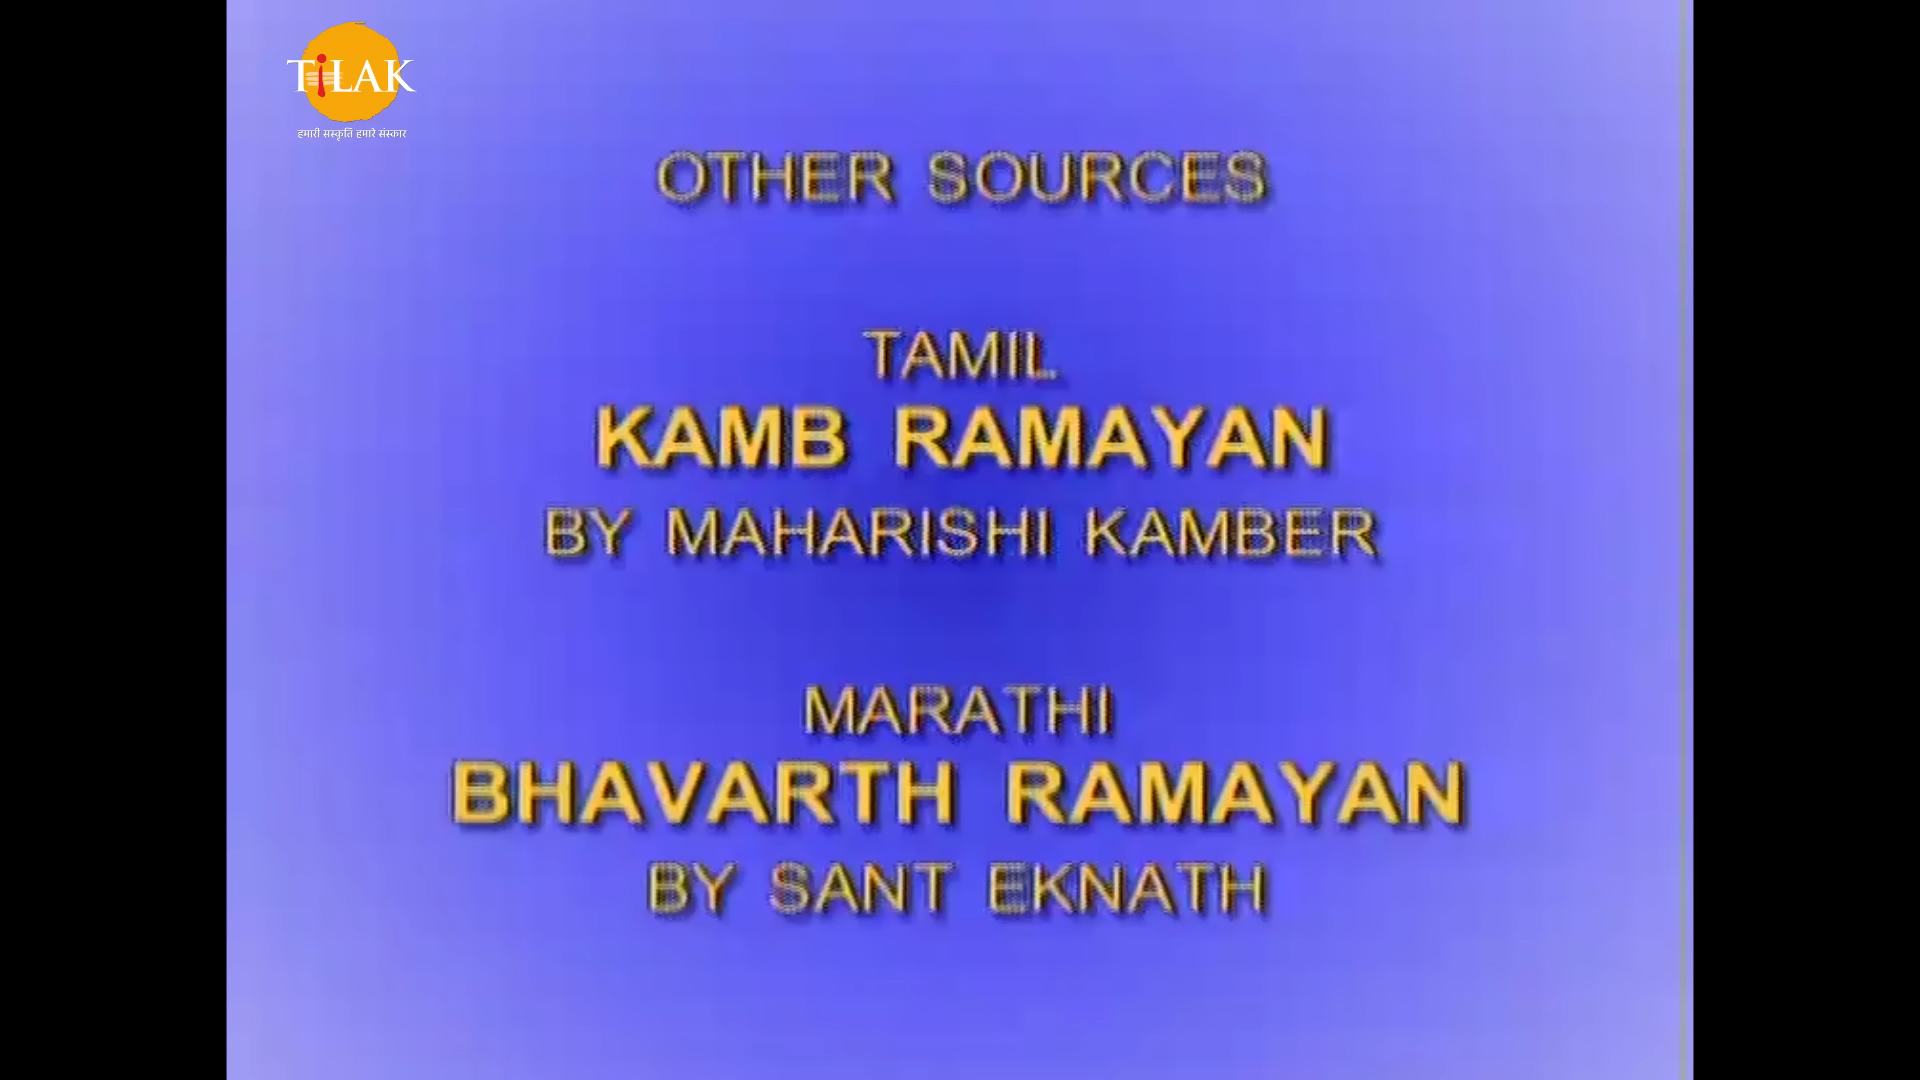 TiLAK
हमारी संस्कृति हमारे संस्कार
OTHER SOURCES
TAMIL
KAMB RAMAYAN
BY MAHARISHI KAMBER
MARATHI
BHAVARTH RAMAYAN
BY SANT EKNATH